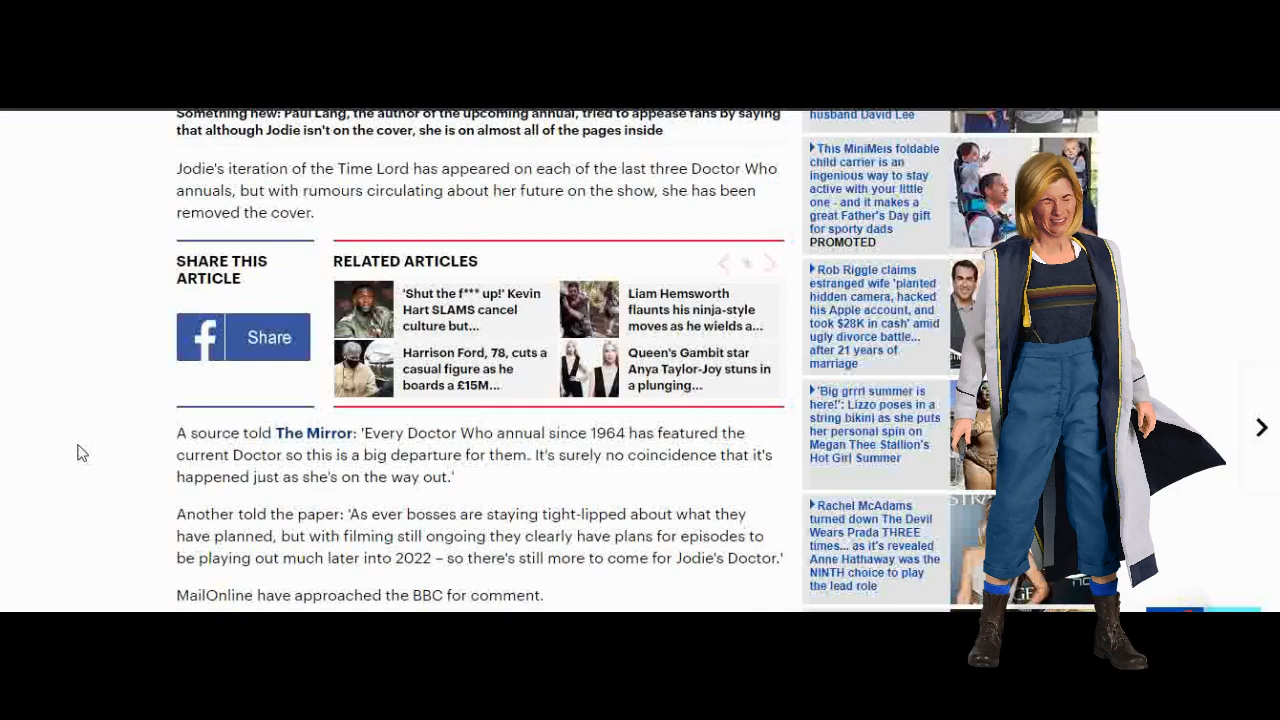 Something new: Paul Lang, the author of the upcoming annual, tried to appease fans by saying
that although Jodie isn't on the cover, she is on almost all of the pages inside
Jodie's iteration of the Time Lord has appeared on each of the last three Doctor Who
annuals, but with rumours circulating about her future on the show, she has been
removed the cover.
SHARE THIS
ARTICLE
Share
RELATED ARTICLES
'Shut the f*** up!' Kevin
Hart SLAMS cancel
culture but...
Liam Hemsworth
flaunts his ninja-style
moves as he wields a...
Harrison Ford, 78, cuts a
casual figure as he
boards a £15M...
Queen's Gambit star
Anya Taylor-Joy stuns in
a plunging...
A source told The Mirror: 'Every Doctor Who annual since 1964 has featured the
current Doctor so this is a big departure for them. It's surely no coincidence that it's
happened just as she's on the way out.'
Another told the paper: 'As ever bosses are staying tight-lipped about what they
have planned, but with filming still ongoing they clearly have plans for episodes to
be playing out much later into 2022 – so there's still more to come for Jodie's Doctor.'
MailOnline have approached the BBC for comment.
husband David Lee
This MiniMeis foldable
child carrier is an
ingenious way to stay
active with your little
one - and it makes a
great Father's Day gift
for sporty dads
PROMOTED
Rob Riggle claims
estranged wife 'planted
hidden camera, hacked
his Apple account, and
took $28K in cash' amid
ugly divorce battle...
after 21 years of
marriage
'Big grrrl summer is
here!': Lizzo poses in a
string bikini as she puts
her personal spin on
Megan Thee Stallion's
Hot Girl Summer
Rachel McAdams
turned down The Devil
Wears Prada THREE
times... as it's revealed
Anne Hathaway was the
NINTH choice to play
the lead role